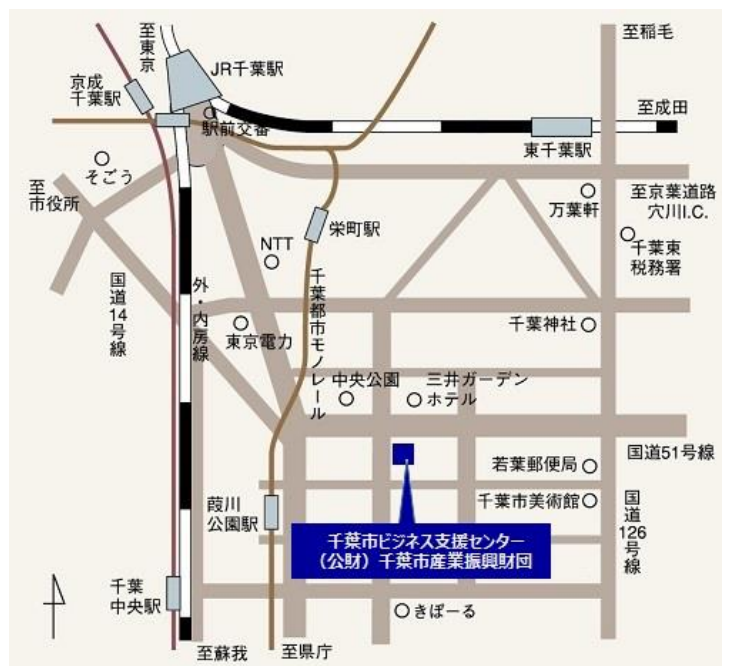 至東京
JR千葉駅
至稲毛
京成
千葉駅
至成田
駅前交番
東千葉駅
そごう
至
市役所
万葉軒
至京葉道路
穴川I.C.
栄町駅
千葉東
税務署
NTT
国道14号線
外・内房線
千葉都市モノレール
千葉神社
東京電力
中央公園
三井ガーデン
ホテル
国道51号線
若葉郵便局
葭川
公園駅
千葉市美術館
国道126号線
千葉市ビジネス支援センター
（公財）千葉市産業振興財団
千葉
中央駅
きぼーる
至蘇我
至県庁